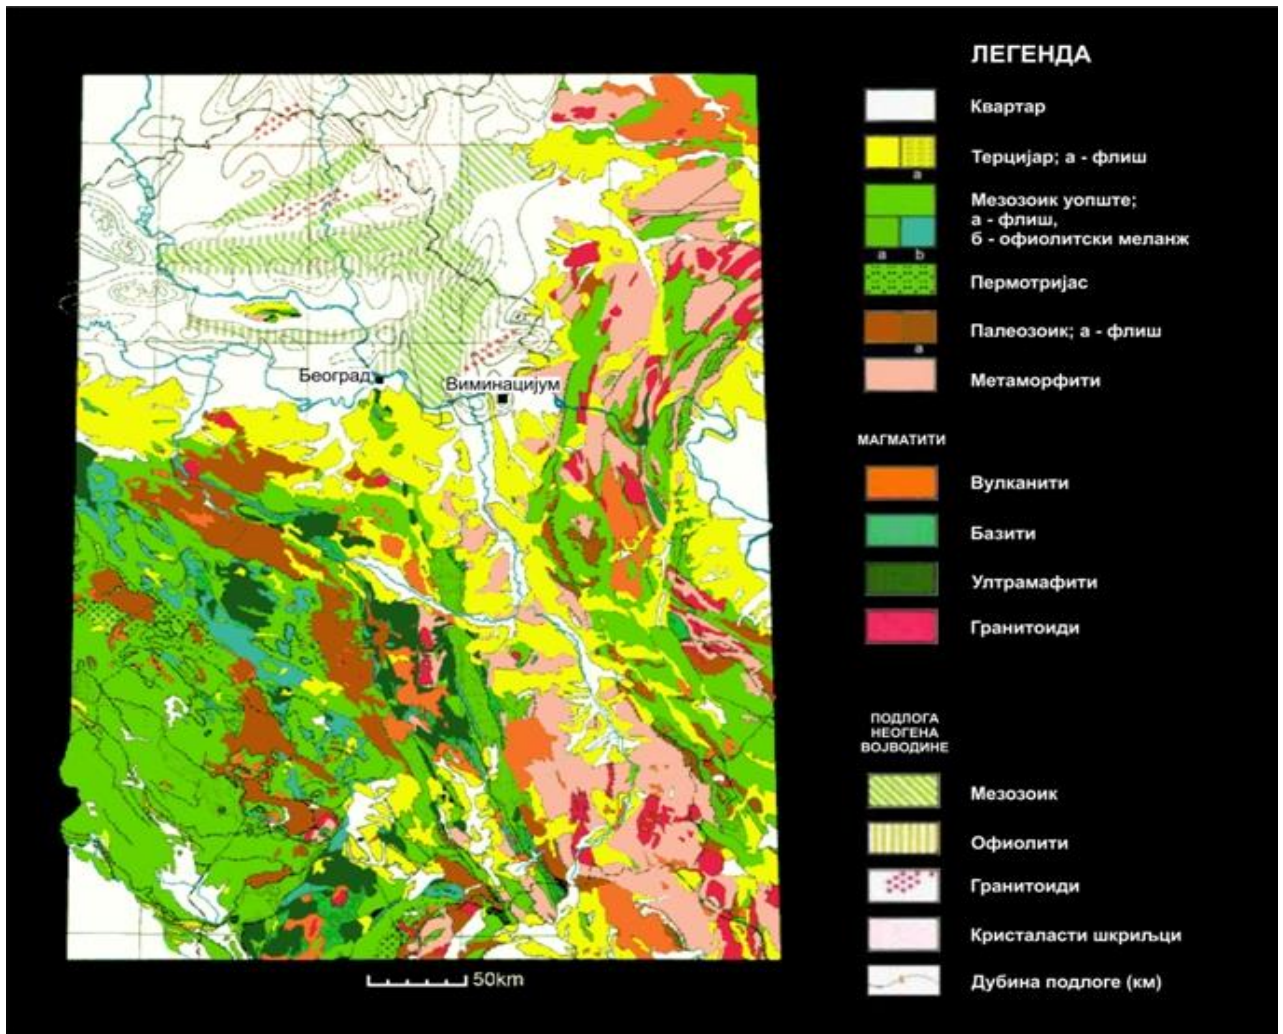 ЛЕГЕНДА
Квартар
Терцијар; а - флиш
а
Мезозоик уопште;
а - флиш,
б - офиолитски меланж
a b
Пермотријас
Палеозоик; а - флиш
а
Метаморфити
МАГМАТИТИ
Вулканити
Базити
Ултрамафити
Гранитоиди
ПОДЛОГА
НЕОГЕНА
ВОЈВОДИНЕ
Мезозоик
Офиолити
Гранитоиди
Кристаласти шкриљци
Дубина подлоге (км)
Београд
Виминацијум
50km